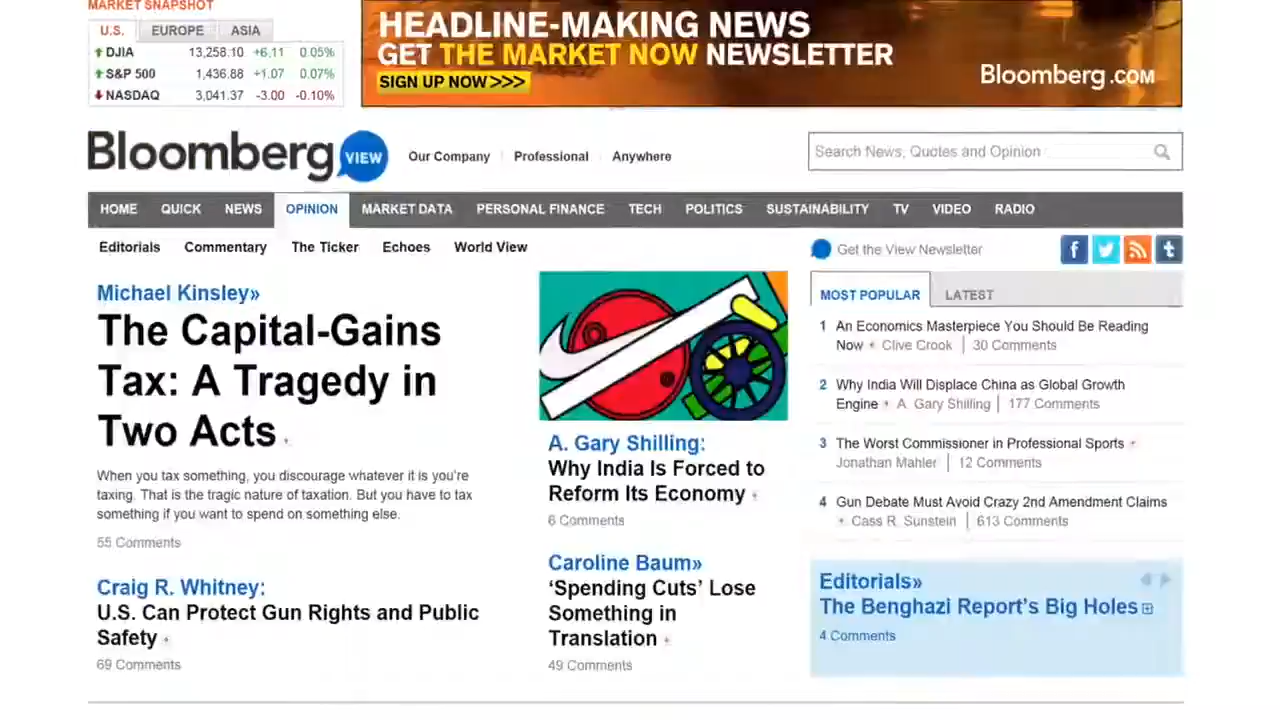 MARKET SNAPSHOT
U.S. EUROPE ASIA
DJIA 13,258.10 +6.11 0.05%
S&P 500 1,436.88 +1.07 0.07%
NASDAQ 3,041.37 -3.00 -0.10%
HEADLINE-MAKING NEWS
GET THE MARKET NOW NEWSLETTER
SIGN UP NOW >>>
Bloomberg.COM
Bloomberg VIEW
Our Company Professional Anywhere
Search News, Quotes and Opinion
HOME QUICK NEWS OPINION MARKET DATA PERSONAL FINANCE TECH POLITICS SUSTAINABILITY TV VIDEO RADIO
Editorials Commentary The Ticker Echoes World View
Get the View Newsletter
f t
Michael Kinsley»
The Capital-Gains
Tax: A Tragedy in
Two Acts
When you tax something, you discourage whatever it is you're
taxing. That is the tragic nature of taxation. But you have to tax
something if you want to spend on something else.
55 Comments
Craig R. Whitney:
U.S. Can Protect Gun Rights and Public
Safety
69 Comments
A. Gary Shilling:
Why India Is Forced to
Reform Its Economy
6 Comments
Caroline Baum»
‘Spending Cuts’ Lose
Something in
Translation
49 Comments
MOST POPULAR LATEST
1 An Economics Masterpiece You Should Be Reading
Now Clive Crook | 30 Comments
2 Why India Will Displace China as Global Growth
Engine A. Gary Shilling | 177 Comments
3 The Worst Commissioner in Professional Sports
Jonathan Mahler | 12 Comments
4 Gun Debate Must Avoid Crazy 2nd Amendment Claims
Cass R. Sunstein | 613 Comments
Editorials»
The Benghazi Report's Big Holes
4 Comments